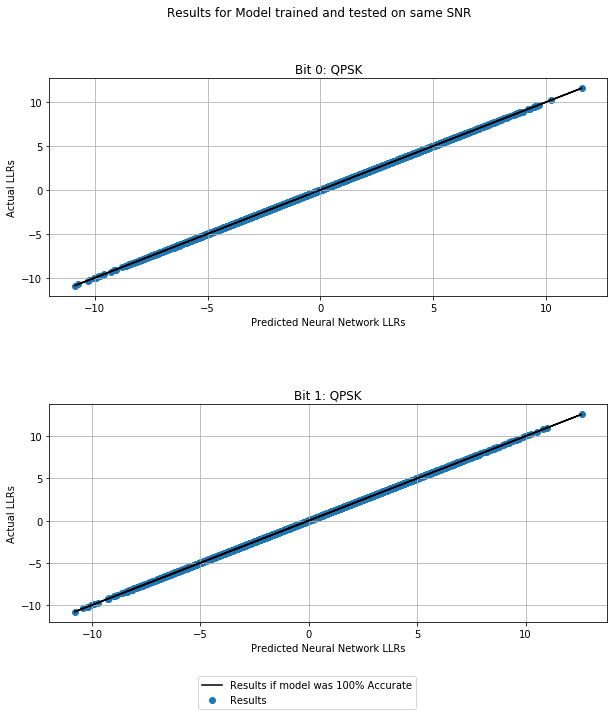 Results for Model trained and tested on same SNR
Bit 0: QPSK
10
5
0
−5
−10
Actual LLRs
−10 −5 0 5 10
Predicted Neural Network LLRs
Bit 1: QPSK
10
5
0
−5
−10
Actual LLRs
−10 −5 0 5 10
Predicted Neural Network LLRs
Results if model was 100% Accurate
Results